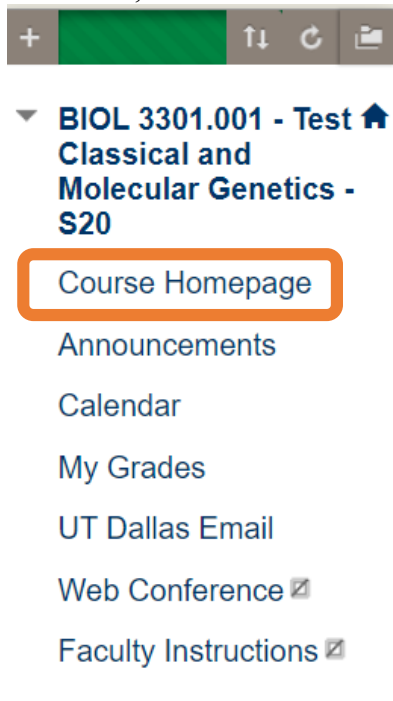 BIOL 3301.001 - Test
Classical and
Molecular Genetics -
S20
Course Homepage
Announcements
Calendar
My Grades
UT Dallas Email
Web Conference
Faculty Instructions